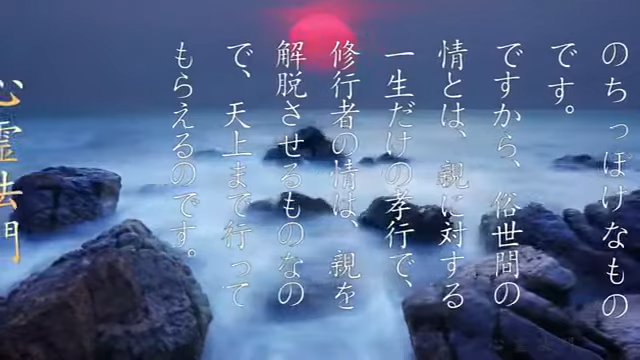 のちっぽけなもの
です。
ですから、俗世間の
情とは、親に対する
一生だけの孝行で、
修行者の情は、親を
解脱させるものなの
で、天上まで行って
もらえるのです。
心霊法門